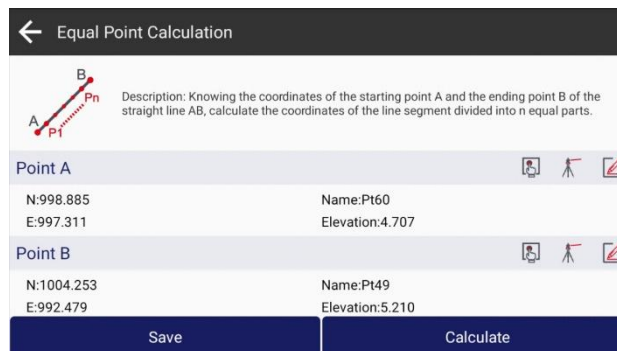 Equal Point Calculation
B
Pn
A
P1
Description: Knowing the coordinates of the starting point A and the ending point B of the
straight line AB, calculate the coordinates of the line segment divided into n equal parts.
Point A
N:998.885 Name:Pt60
E:997.311 Elevation:4.707
Point B
N:1004.253 Name:Pt49
E:992.479 Elevation:5.210
Save Calculate